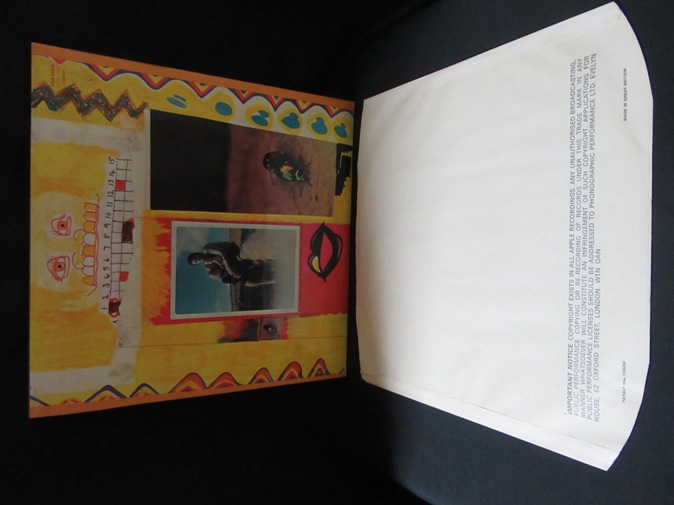 1 2 3 4 5 6 7 8 9 10 11 12 13 14 15
IMPORTANT NOTICE COPYRIGHT EXISTS IN ALL APPLE RECORDINGS. ANY UNAUTHORISED BROADCASTING,
PUBLIC PERFORMANCE, COPYING OR RE-RECORDING OF RECORDS UNDER THIS TRADE MARK IN ANY
MANNER WHATSOEVER WILL CONSTITUTE AN INFRINGEMENT OF SUCH COPYRIGHT. APPLICATIONS FOR
PUBLIC PERFORMANCE LICENSES SHOULD BE ADDRESSED TO PHONOGRAPHIC PERFORMANCE LTD. EVELYN
HOUSE, 62 OXFORD STREET, LONDON, W1N OAN
MADE IN GREAT BRITAIN